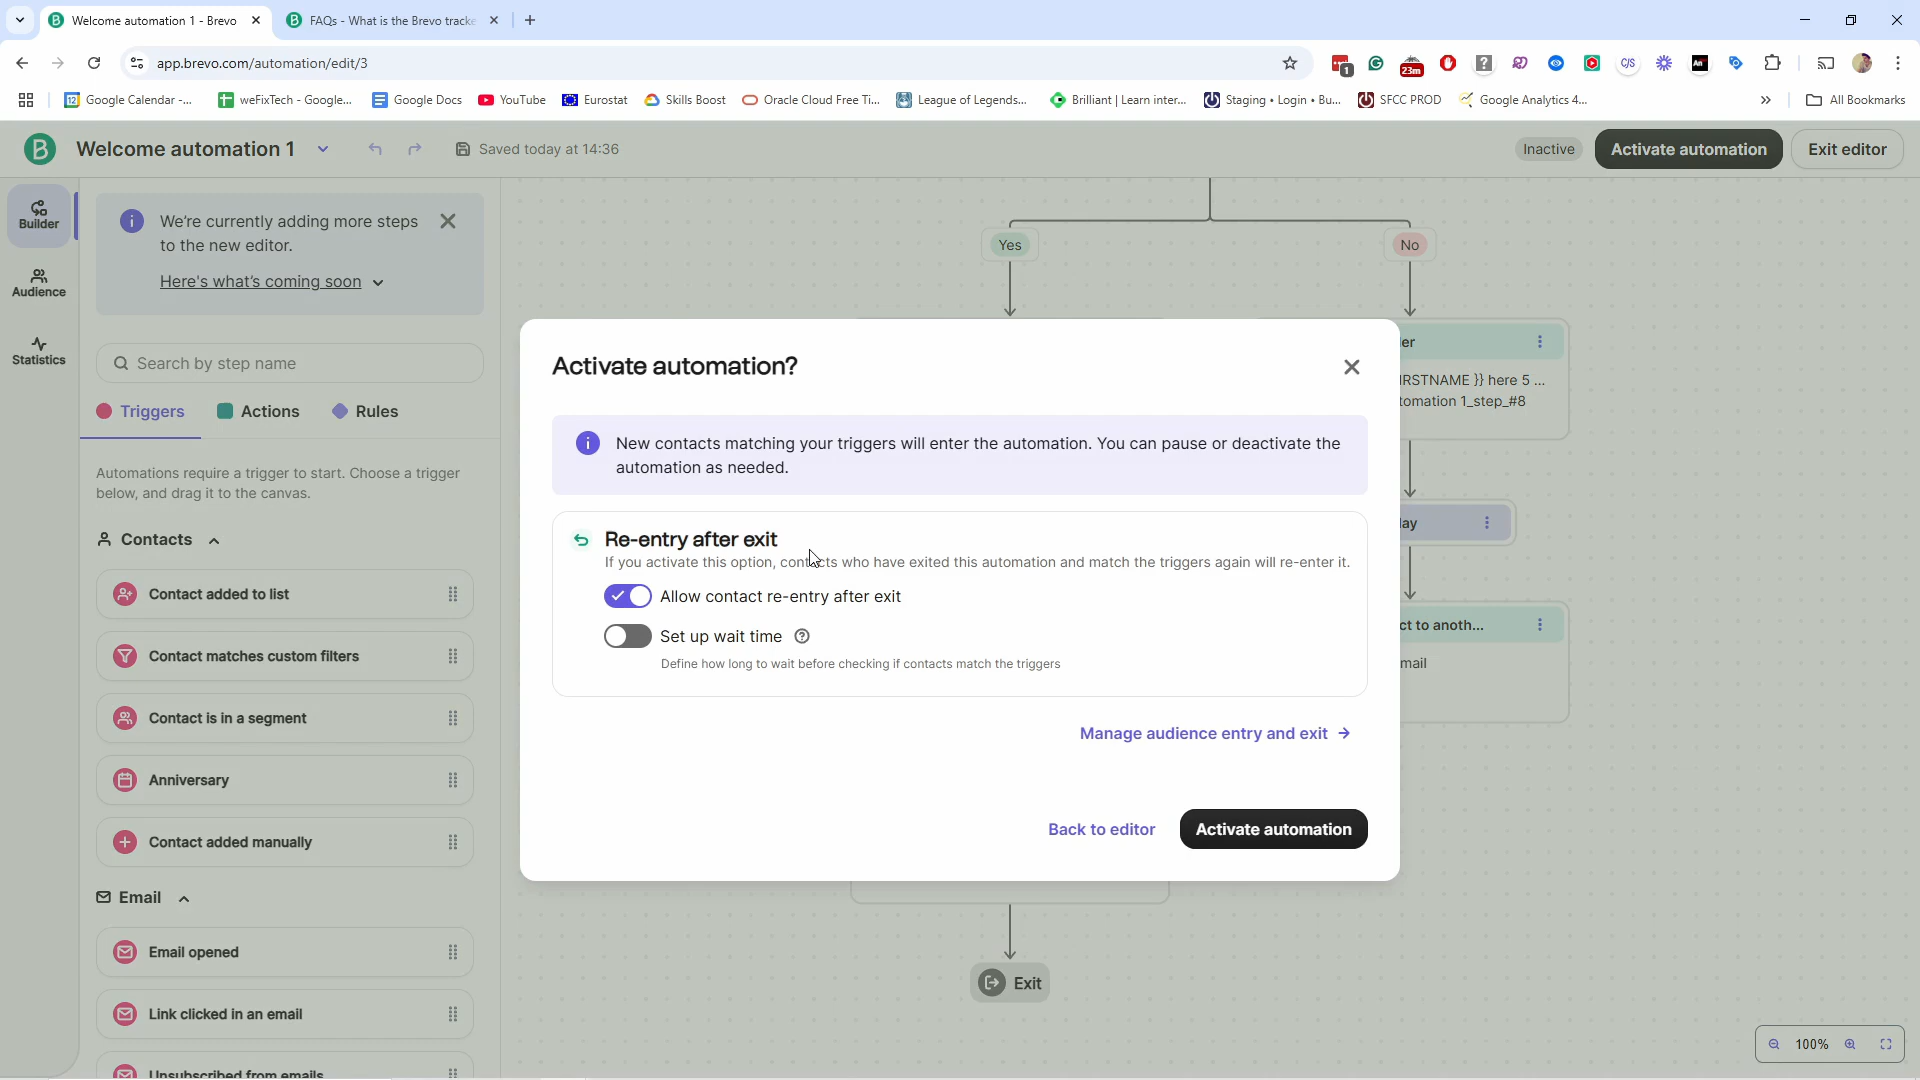 Welcome automation 1 - Brevo
FAQs - What is the Brevo tracke
app.brevo.com/automation/edit/3
1
23m
C/S
An
Google Calendar -...
weFixTech - Google...
Google Docs
YouTube
Eurostat
Skills Boost
Oracle Cloud Free Ti...
League of Legends...
Brilliant | Learn inter...
Staging • Login • Bu...
SFCC PROD
Google Analytics 4...
All Bookmarks
Welcome automation 1
Saved today at 14:36
Inactive
Activate automation
Exit editor
Builder
Audience
Statistics
We're currently adding more steps
to the new editor.
Here's what's coming soon
Search by step name
Triggers
Actions
Rules
Automations require a trigger to start. Choose a trigger
below, and drag it to the canvas.
Contacts
Contact added to list
Contact matches custom filters
Contact is in a segment
Anniversary
Contact added manually
Email
Email opened
Link clicked in an email
Unsubscribed from emails
Yes
No
er
IRSTNAME }} here 5 ...
tomation 1_step_#8
lay
ct to anoth...
mail
Activate automation?
New contacts matching your triggers will enter the automation. You can pause or deactivate the
automation as needed.
Re-entry after exit
If you activate this option, contacts who have exited this automation and match the triggers again will re-enter it.
Allow contact re-entry after exit
Set up wait time
Define how long to wait before checking if contacts match the triggers
Manage audience entry and exit
Back to editor
Activate automation
Exit
100%